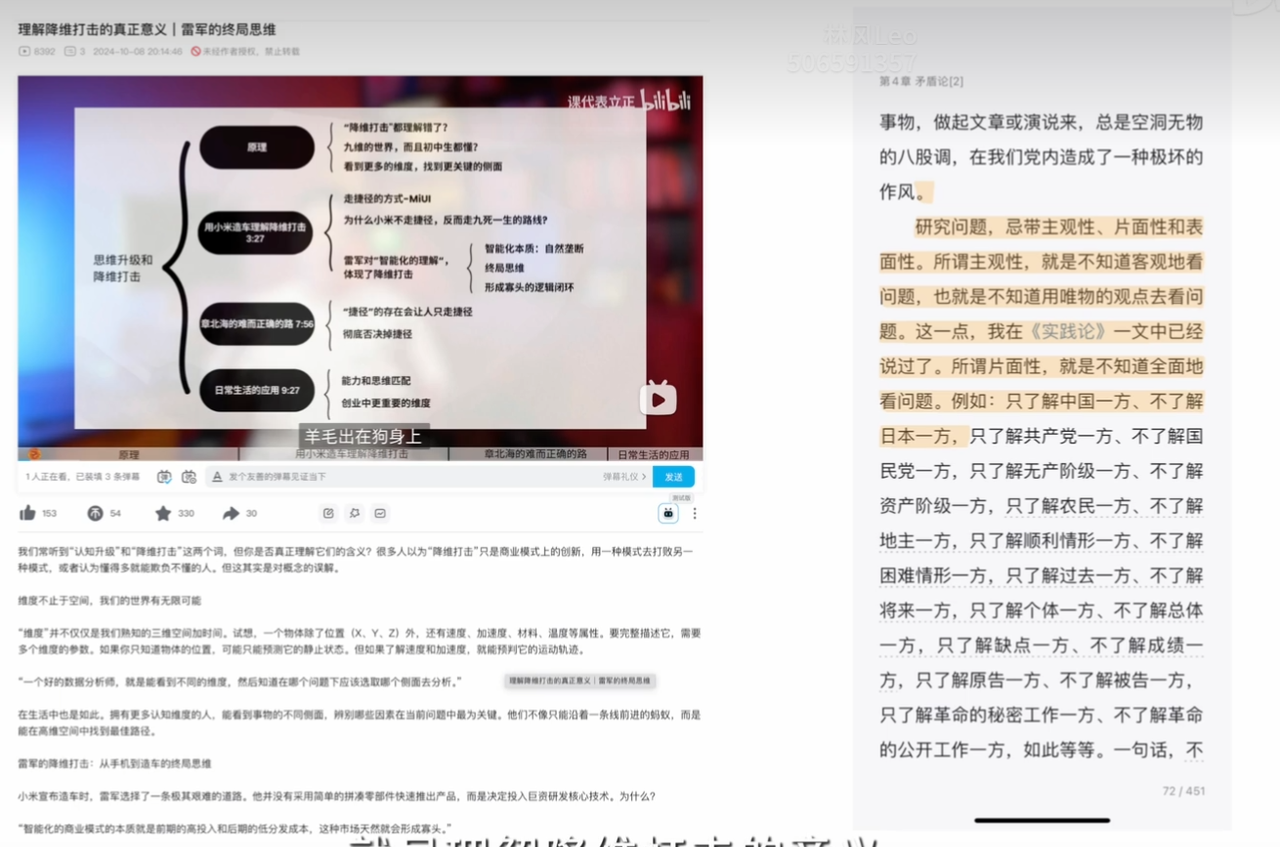 理解降维打击的真正意义｜雷军的终局思维
8392 3 2024-10-08 20:14:46 未经作者授权，禁止转载
课代表立正 bilibili
思维升级和
降维打击
原理
“降维打击”都理解错了？
九维的世界，而且初中生都懂？
看到更多的维度，找到更关键的侧面
用小米造车理解降维打击
3:27
走捷径的方式-MiUI
为什么小米不走捷径，反而走九死一生的路线？
雷军对“智能化的理解“，
体现了降维打击
智能化本质：自然垄断
终局思维
形成寡头的逻辑闭环
章北海的难而正确的路 7:56
“捷径”的存在会让人只走捷径
彻底否决掉捷径
日常生活的应用 9:27
能力和思维匹配
创业中更重要的维度
羊毛出在狗身上
原理 用小米造车理解降维打击 章北海的难而正确的路 日常生活的应用
1 人正在看，已装填 3 条弹幕 发个友善的弹幕见证当下 弹幕礼仪 > 发送
153 54 330 30 测试版
我们常听到“认知升级”和“降维打击”这两个词，但你是否真正理解它们的含义？很多人以为“降维打击”只是商业模式上的创新，用一种模式去打败另一
种模式，或者认为懂得多就能欺负不懂的人。但这其实是对概念的误解。
维度不止于空间，我们的世界有无限可能
“维度”并不仅仅是我们熟知的三维空间加时间。试想，一个物体除了位置（X、Y、Z）外，还有速度、加速度、材料、温度等属性。要完整描述它，需要
多个维度的参数。如果你只知道物体的位置，可能只能预测它的静止状态。但如果了解速度和加速度，就能预判它的运动轨迹。
“一个好的数据分析师，就是能看到不同的维度，然后知道在哪个问题下应该选取哪个侧面去分析。”
理解降维打击的真正意义｜雷军的终局思维
在生活中也是如此。拥有更多认知维度的人，能看到事物的不同侧面，辨别哪些因素在当前问题中最为关键。他们不像只能沿着一条线前进的蚂蚁，而是
能在高维空间中找到最佳路径。
雷军的降维打击：从手机到造车的终局思维
小米宣布造车时，雷军选择了一条极其艰难的道路。他并没有采用简单的拼凑零部件快速推出产品，而是决定投入巨资研发核心技术。为什么？
“智能化的商业模式的本质就是前期的高投入和后期的低分发成本，这种市场天然就会形成寡头。”
林风Leo
506591357
第4章 矛盾论[2]
事物，做起文章或演说来，总是空洞无物
的八股调，在我们党内造成了一种极坏的
作风。
研究问题，忌带主观性、片面性和表
面性。所谓主观性，就是不知道客观地看
问题，也就是不知道用唯物的观点去看问
题。这一点，我在《实践论》一文中已经
说过了。所谓片面性，就是不知道全面地
看问题。例如：只了解中国一方、不了解
日本一方，只了解共产党一方、不了解国
民党一方，只了解无产阶级一方、不了解
资产阶级一方，只了解农民一方、不了解
地主一方，只了解顺利情形一方、不了解
困难情形一方，只了解过去一方、不了解
将来一方，只了解个体一方、不了解总体
一方，只了解缺点一方、不了解成绩一
方，只了解原告一方、不了解被告一方，
只了解革命的秘密工作一方、不了解革命
的公开工作一方，如此等等。一句话，不
72 / 451